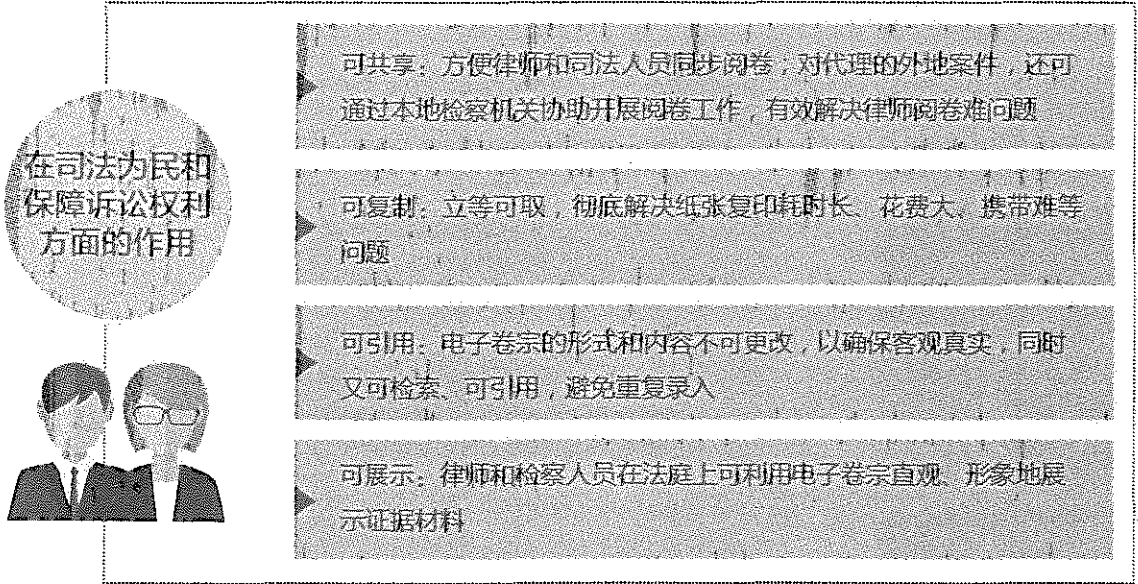 在司法为民和
保障诉讼权利
方面的作用
可共享：方便律师和司法人员同步阅卷；对代理的外地案件，还可
通过本地检察机关协助开展阅卷工作，有效解决律师阅卷难问题
可复制：立等可取，彻底解决纸张复印耗时长、花费大、携带难等
问题
可引用：电子卷宗的形式和内容不可更改，以确保客观真实，同时
又可检索、可引用，避免重复录入
可展示：律师和检察人员在法庭上可利用电子卷宗直观、形象地展
示证据材料